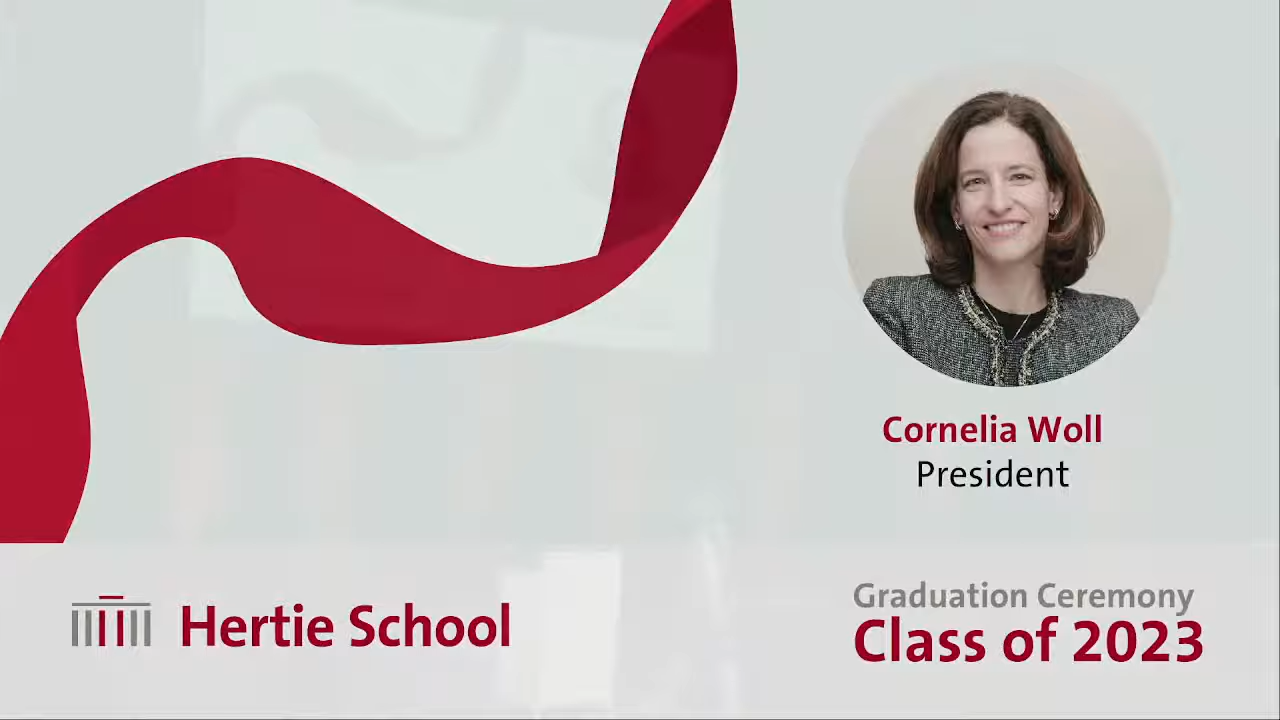 Cornelia Woll
President
Hertie School
Graduation Ceremony
Class of 2023